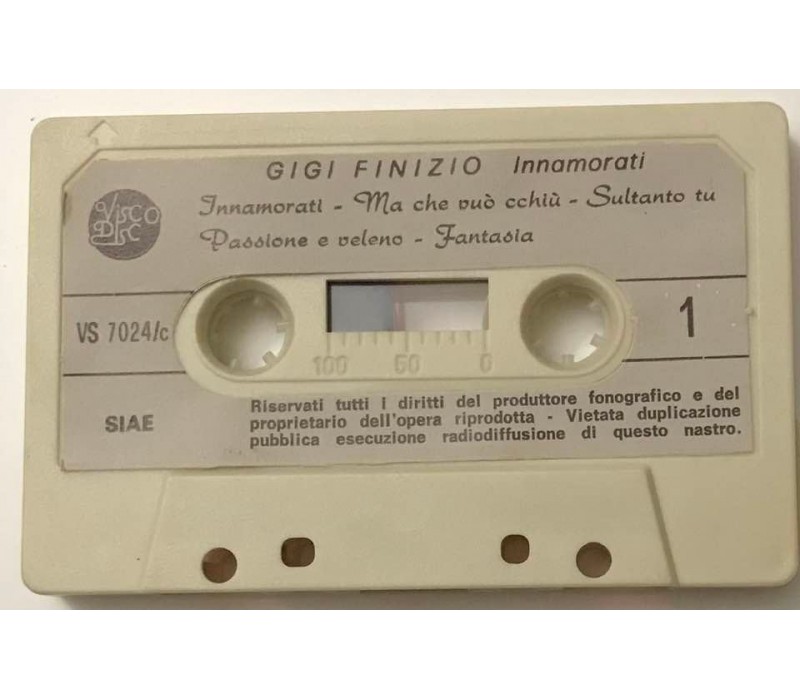 GIGI FINIZIO Innamorati
Innamorati - Ma che vuò cchiù - Sultanto tu
Passione e veleno - Fantasia
VISCO
DISC
VS 7024/c
1
100 50 0
SIAE
Riservati tutti i diritti del produttore fonografico e del
proprietario dell'opera riprodotta - Vietata duplicazione
pubblica esecuzione radiodiffusione di questo nastro.